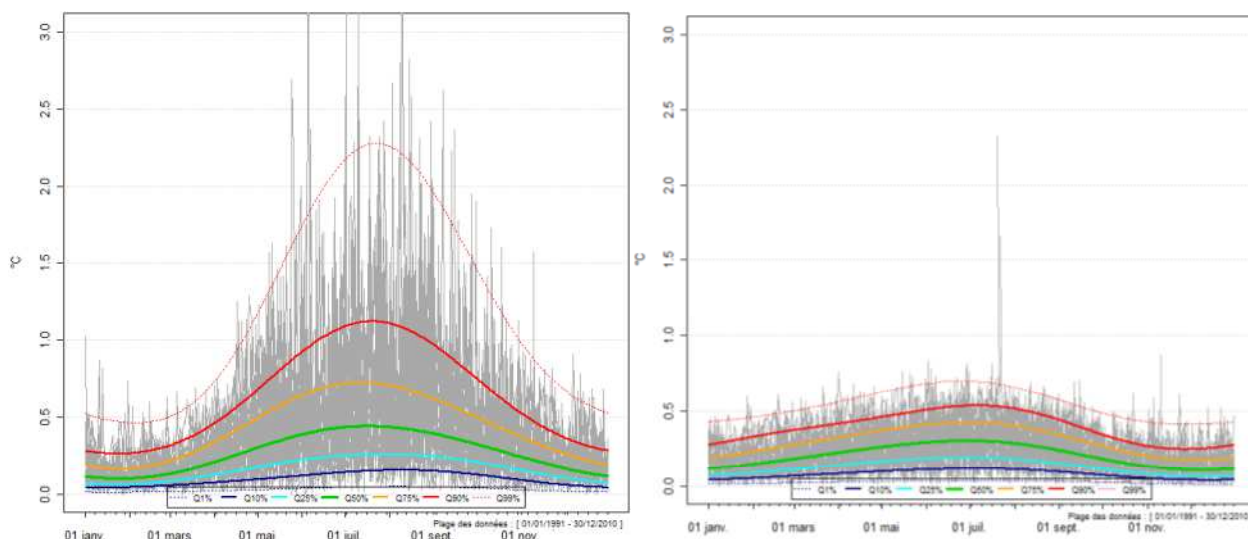 3.0
2.5
2.0
1.5
1.0
0.5
0.0
°C
Q1% Q10% Q25% Q50% Q75% Q90% Q99%
Plage des données : [ 01/01/1991 - 30/12/2010 ]
01 janv. 01 mars 01 mai 01 juil. 01 sept. 01 nov.
3.0
2.5
2.0
1.5
1.0
0.5
0.0
°C
Q1% Q10% Q25% Q50% Q75% Q90% Q99%
Plage des données : [ 01/01/1991 - 30/12/2010 ]
01 janv. 01 mars 01 mai 01 juil. 01 sept. 01 nov.